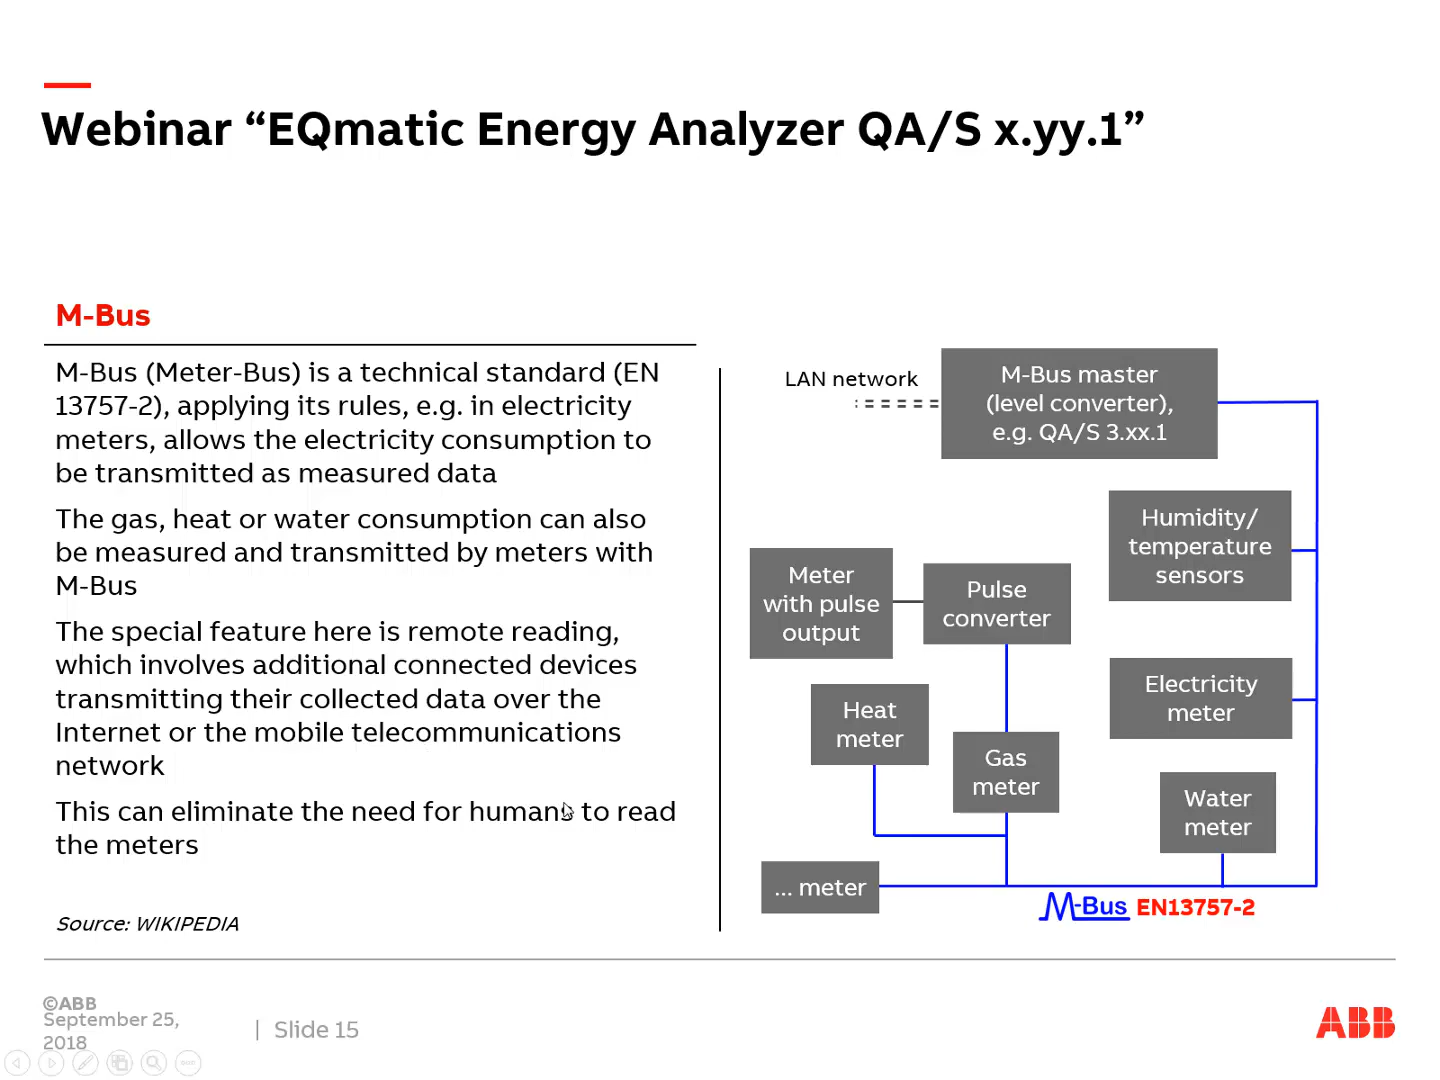 Webinar “EQmatic Energy Analyzer QA/S x.yy.1”
M-Bus
M-Bus (Meter-Bus) is a technical standard (EN
13757-2), applying its rules, e.g. in electricity
meters, allows the electricity consumption to
be transmitted as measured data
The gas, heat or water consumption can also
be measured and transmitted by meters with
M-Bus
The special feature here is remote reading,
which involves additional connected devices
transmitting their collected data over the
Internet or the mobile telecommunications
network
This can eliminate the need for humans to read
the meters
Source: WIKIPEDIA
LAN network
M-Bus master
(level converter),
e.g. QA/S 3.xx.1
Humidity/
temperature
sensors
Meter
with pulse
output
Pulse
converter
Electricity
meter
Heat
meter
Gas
meter
Water
meter
... meter
M-Bus EN13757-2
©ABB
September 25,
2018
| Slide 15
ABB